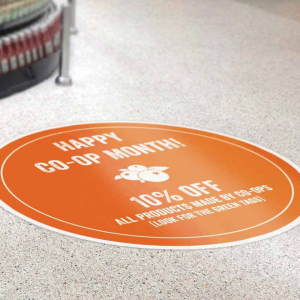 HAPPY
CO-OP MONTH!
10% OFF
ALL PRODUCTS MADE BY CO-OPS
(LOOK FOR THE GREEN TAGS)